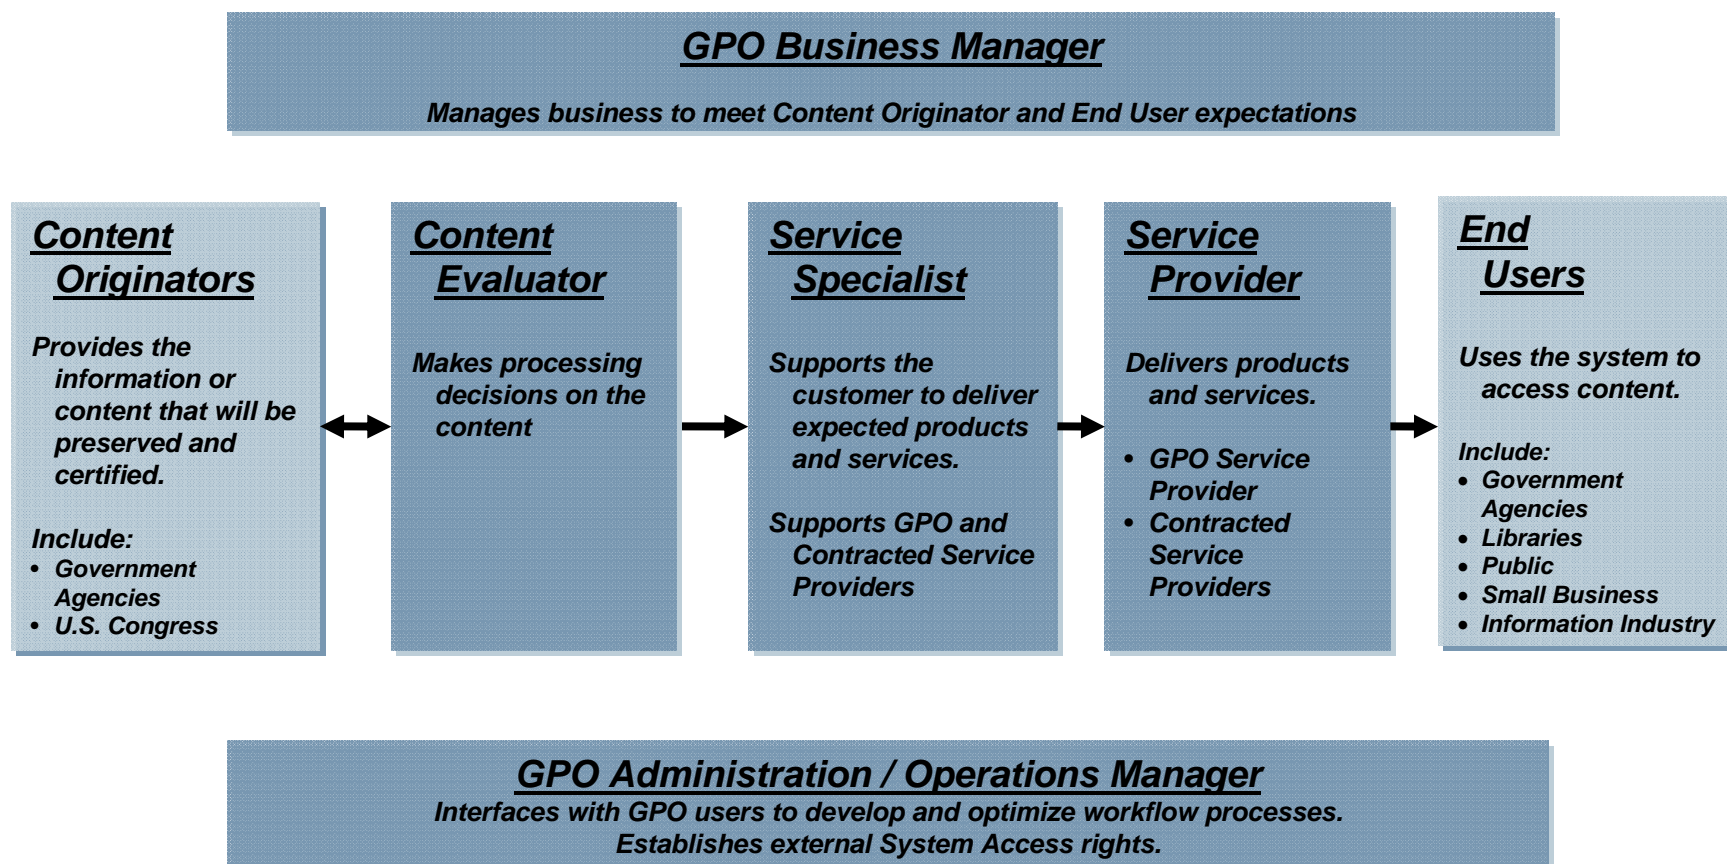 GPO Business Manager
Manages business to meet Content Originator and End User expectations
Content
Originators
Provides the
information or
content that will be
preserved and
certified.
Include:
• Government
Agencies
• U.S. Congress
Content
Evaluator
Makes processing
decisions on the
content
Service
Specialist
Supports the
customer to deliver
expected products
and services.
Supports GPO and
Contracted Service
Providers
Service
Provider
Delivers products
and services.
• GPO Service
Provider
• Contracted
Service
Providers
End
Users
Uses the system to
access content.
Include:
• Government
Agencies
• Libraries
• Public
• Small Business
• Information Industry
GPO Administration / Operations Manager
Interfaces with GPO users to develop and optimize workflow processes.
Establishes external System Access rights.